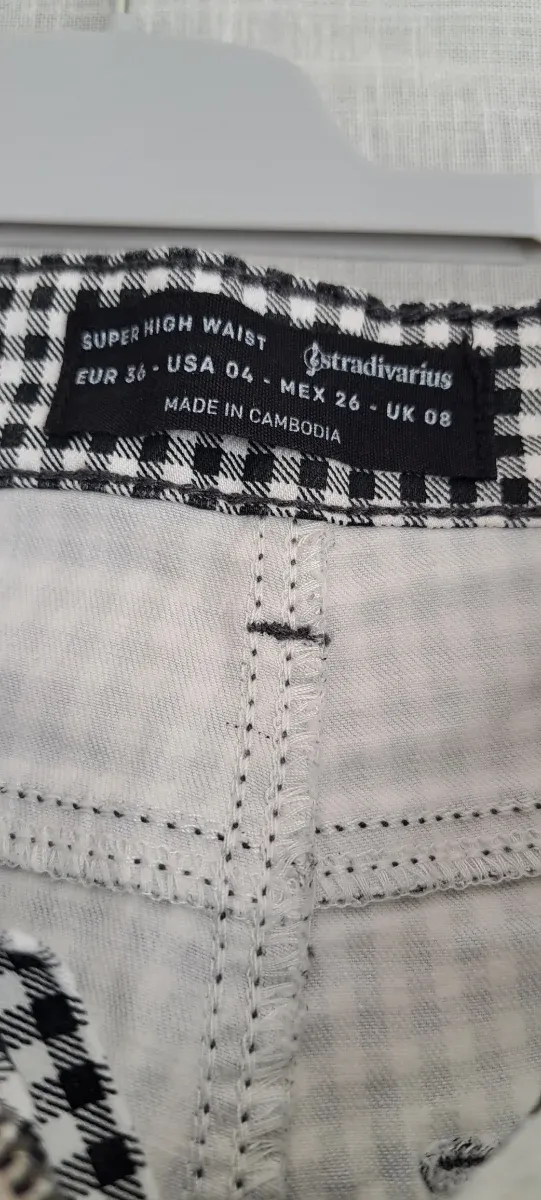 SUPER HIGH WAIST
stradivarius
EUR 36 - USA 04 - MEX 26 - UK 08
MADE IN CAMBODIA